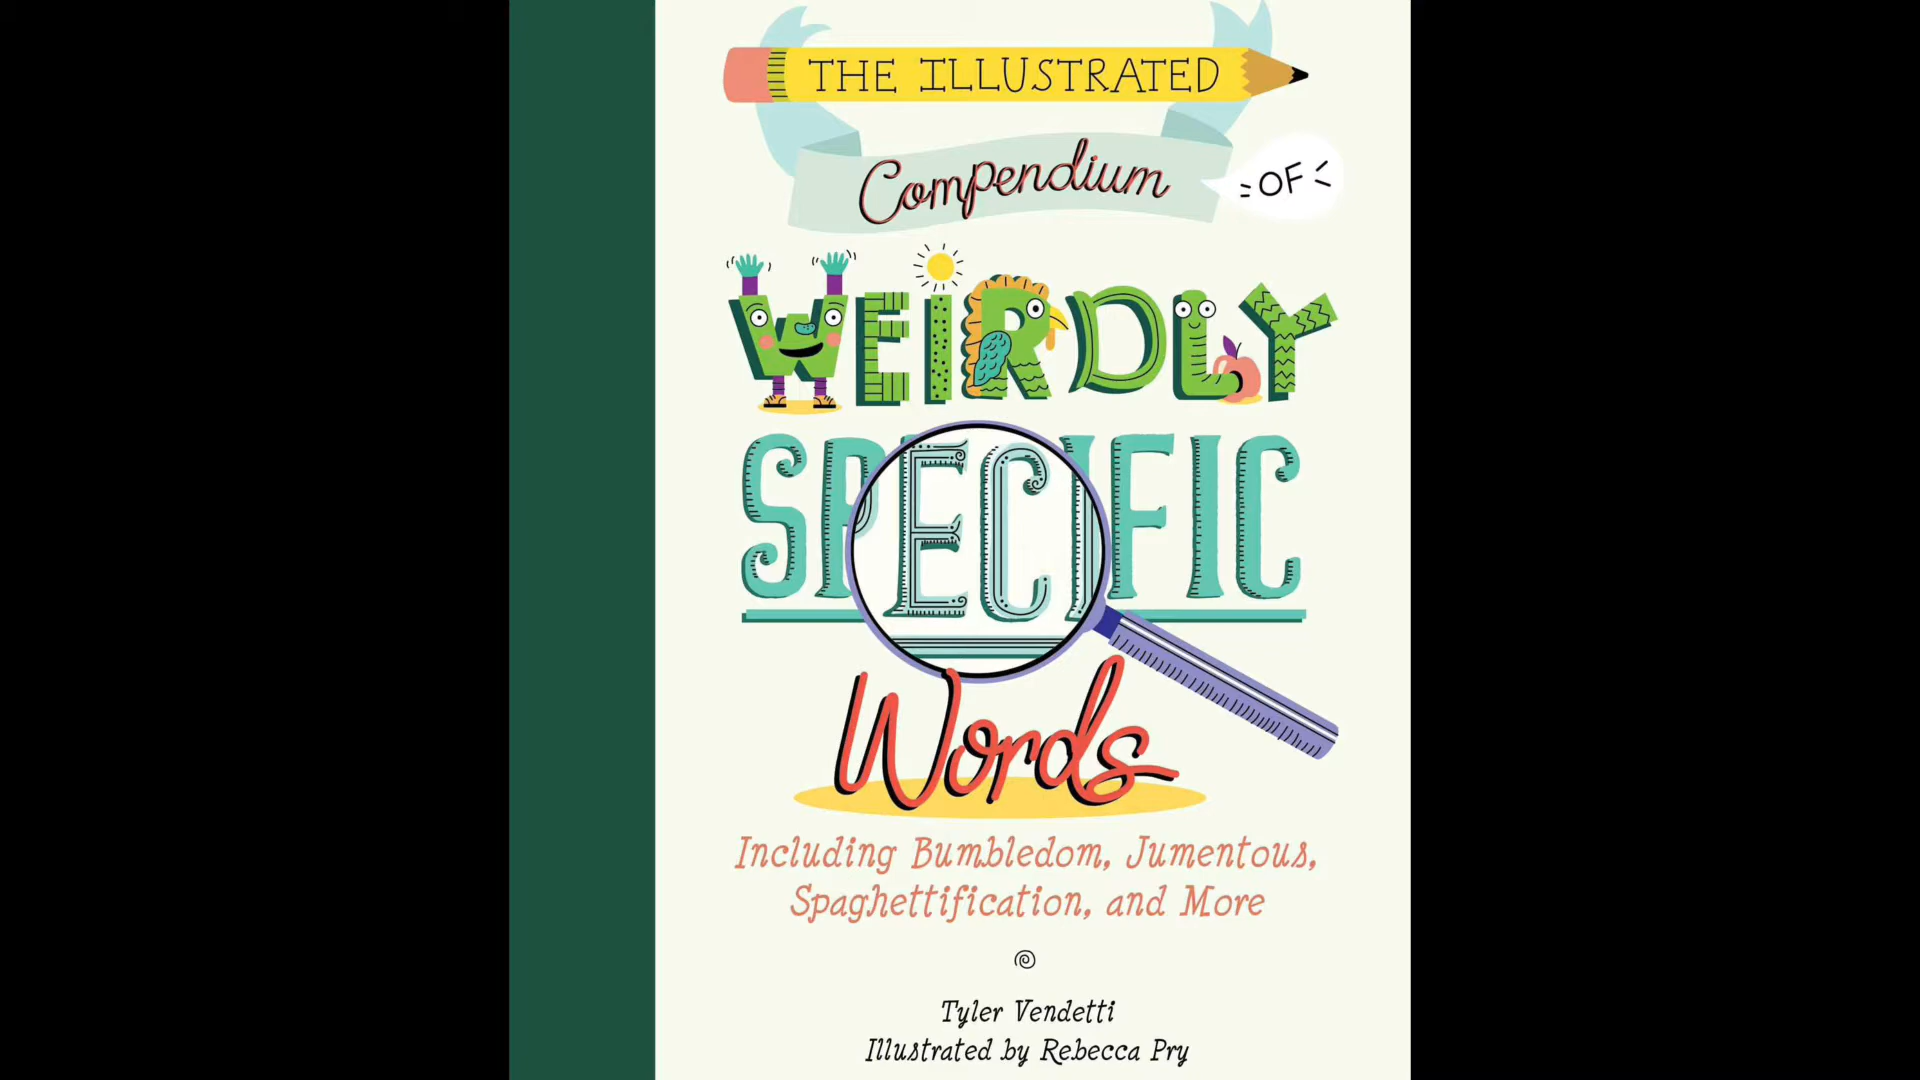 THE ILLUSTRATED
Compendium OF
WEIRDLY
SPECIFIC
Words
Including Bumbledom, Jumentous,
Spaghettification, and More
Tyler Vendetti
Illustrated by Rebecca Pry